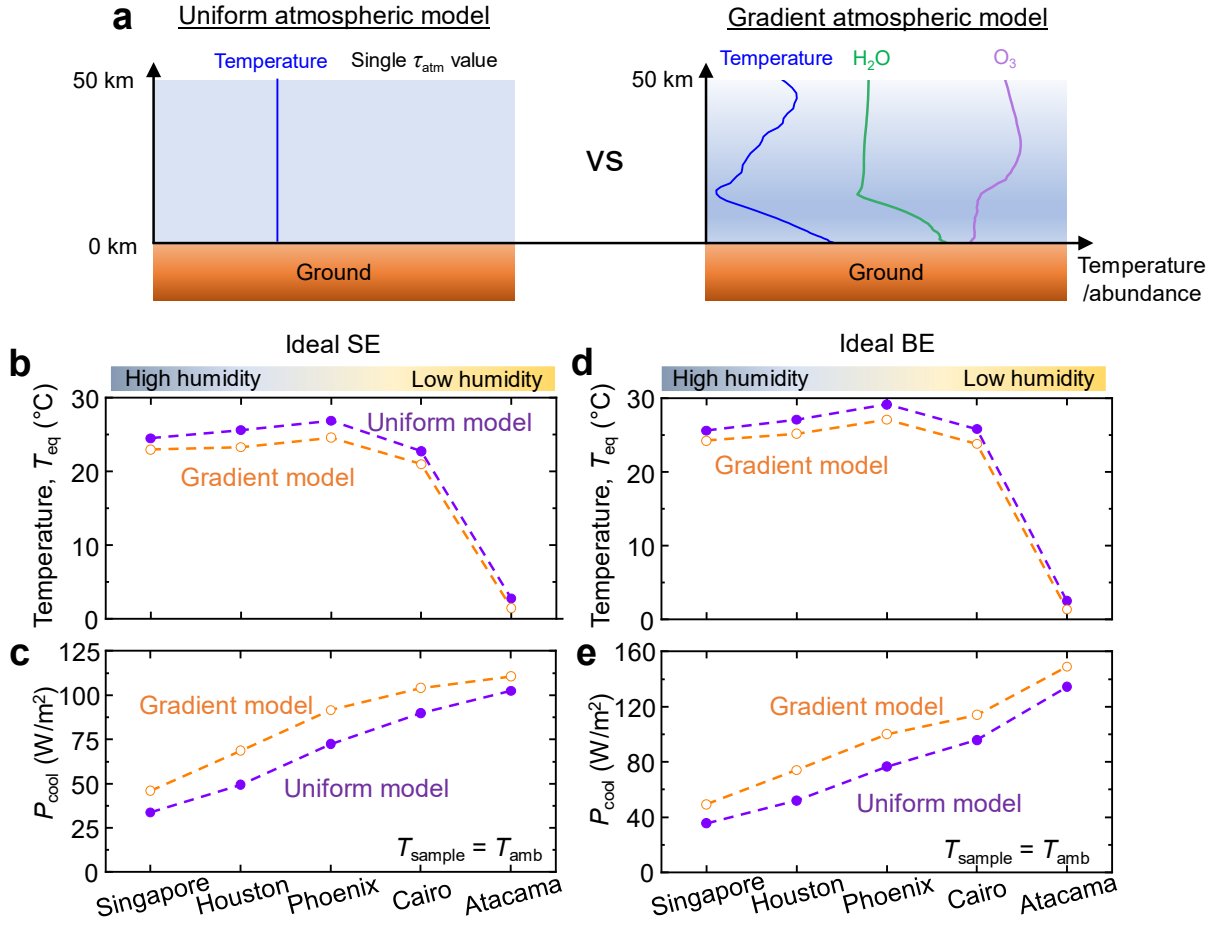 a
Uniform atmospheric model
Gradient atmospheric model
Temperature
Single τatm value
Temperature
H2O
O3
50 km
50 km
VS
0 km
Ground
Ground
Temperature
/abundance
b
Ideal SE
High humidity
Low humidity
Temperature, Teq (°C)
30
20
10
0
Uniform model
Gradient model
c
Pcool (W/m2)
125
100
75
50
25
0
Gradient model
Uniform model
Tsample = Tamb
Singapore
Houston
Phoenix
Cairo
Atacama
d
Ideal BE
High humidity
Low humidity
Temperature, Teq (°C)
30
20
10
0
Gradient model
Uniform model
e
Pcool (W/m2)
160
120
80
40
0
Gradient model
Uniform model
Tsample = Tamb
Singapore
Houston
Phoenix
Cairo
Atacama